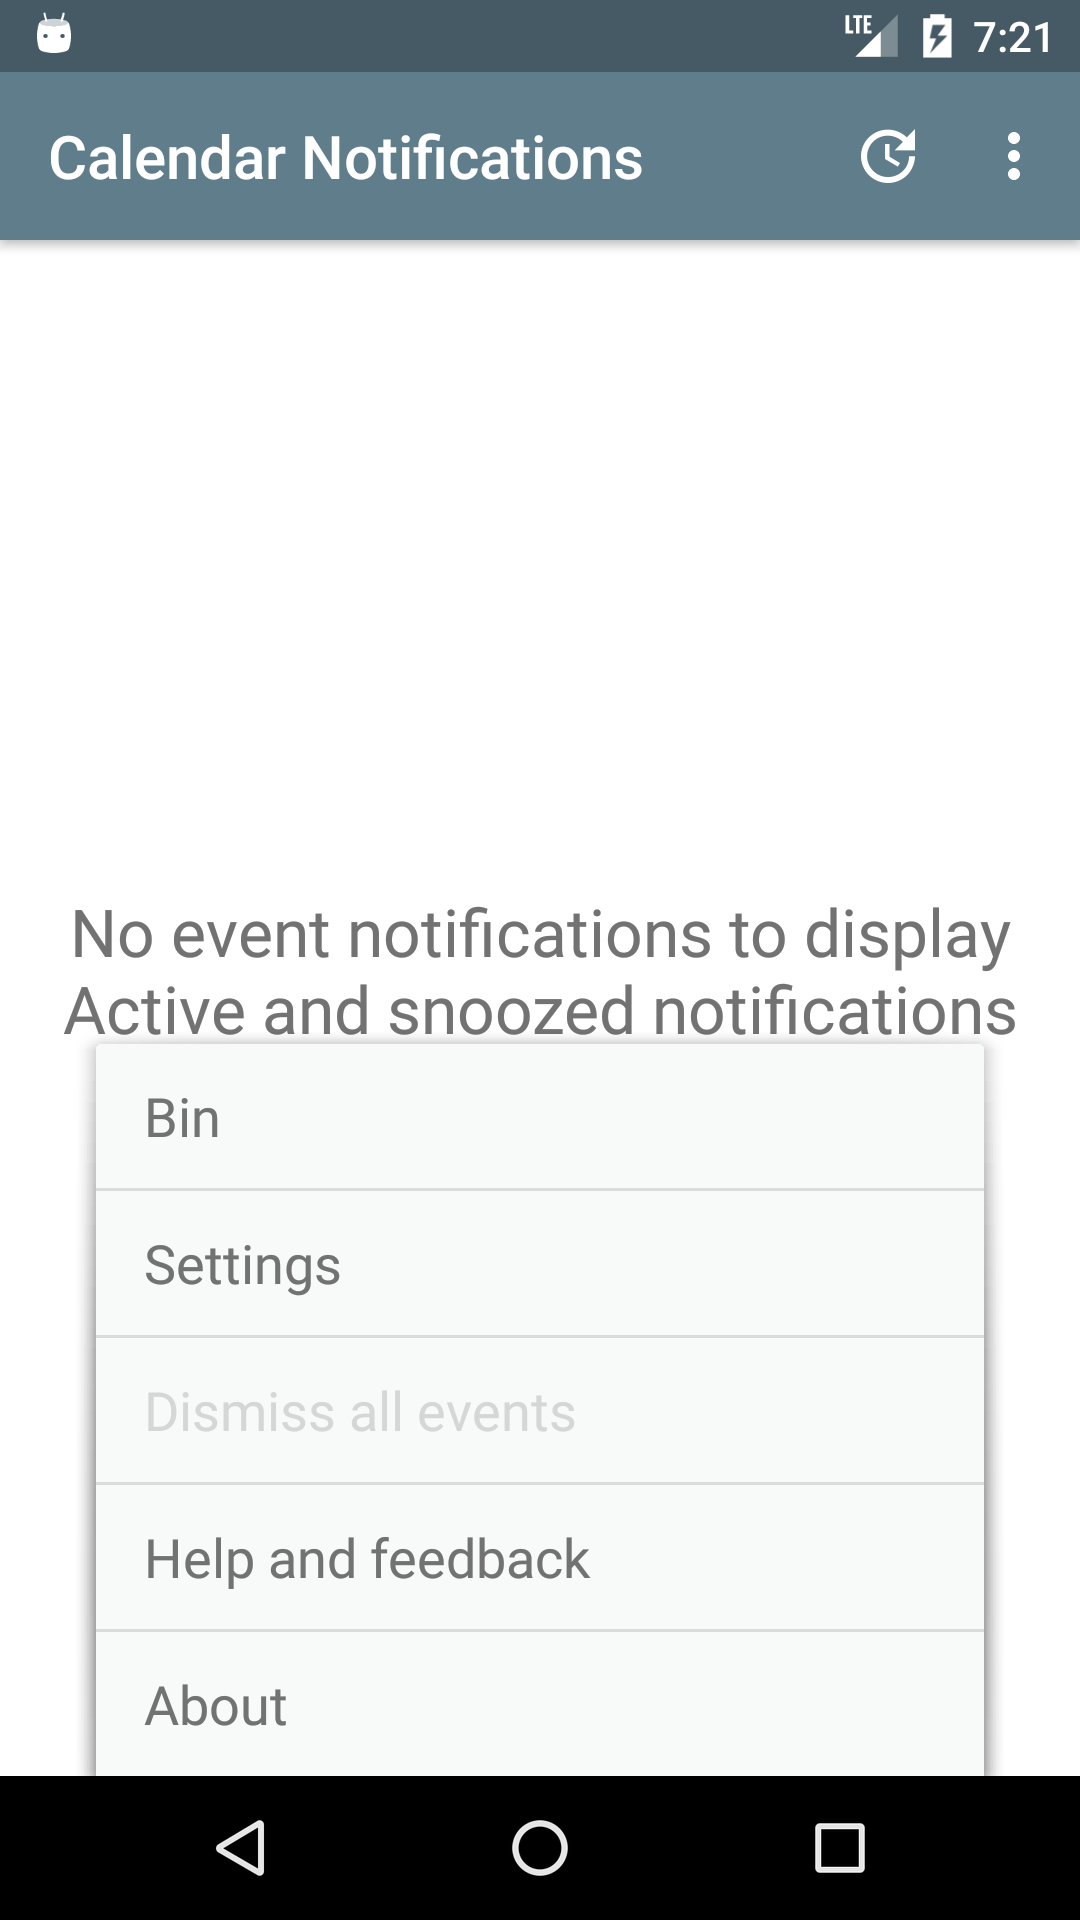 LTE 7:21
Calendar Notifications
No event notifications to display
Active and snoozed notifications
Bin
Settings
Dismiss all events
Help and feedback
About